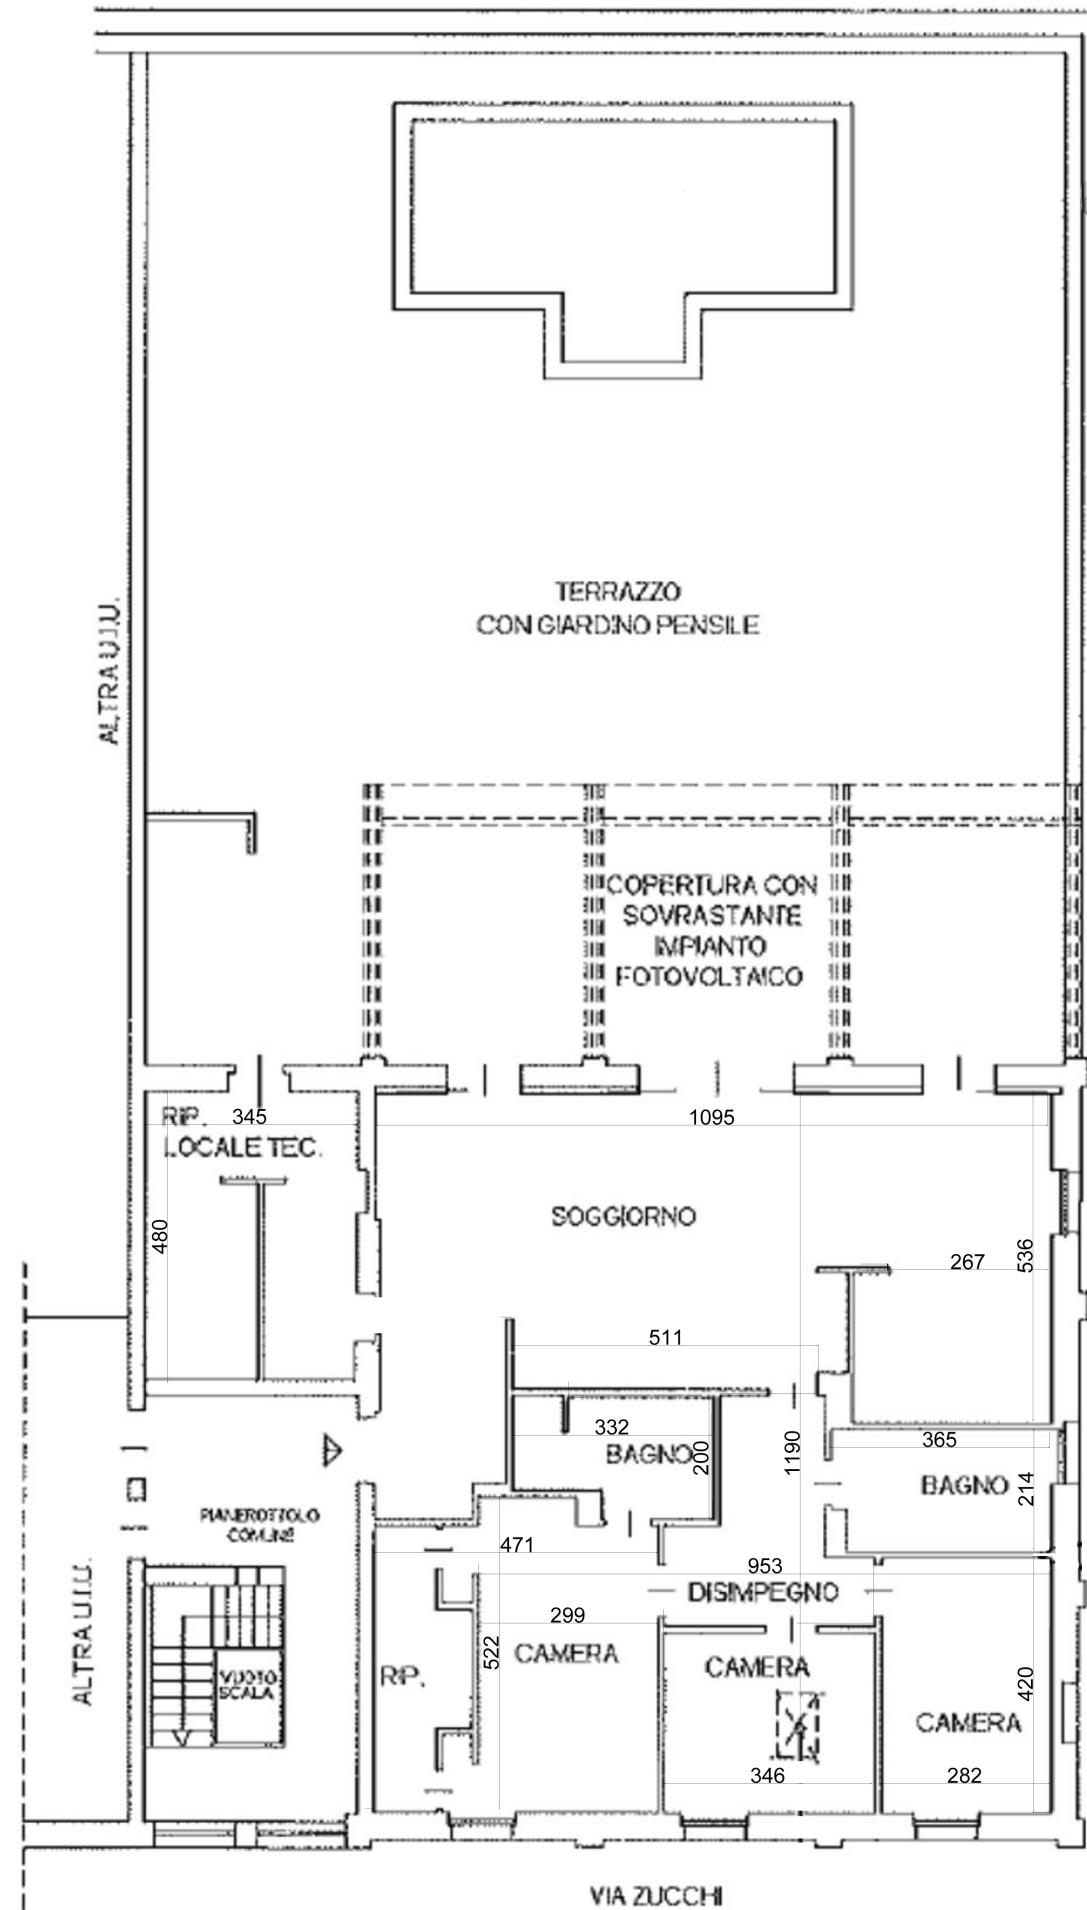 ALTRA U.I.U.
TERRAZZO
CON GIARDINO PENSILE
COPERTURA CON
SOVRASTANTE
IMPIANTO
FOTOVOLTAICO
RIP.
345
LOCALE TEC.
480
1095
SOGGIORNO
267
536
511
332
BAGNO
200
1190
365
BAGNO
214
PIANEROTTOLO
COMUNE
471
953
DISIMPEGNO
299
522
CAMERA
CAMERA
RIP.
420
CAMERA
346
282
ALTRA U.I.U.
VUOTO
SCALA
VIA ZUCCHI